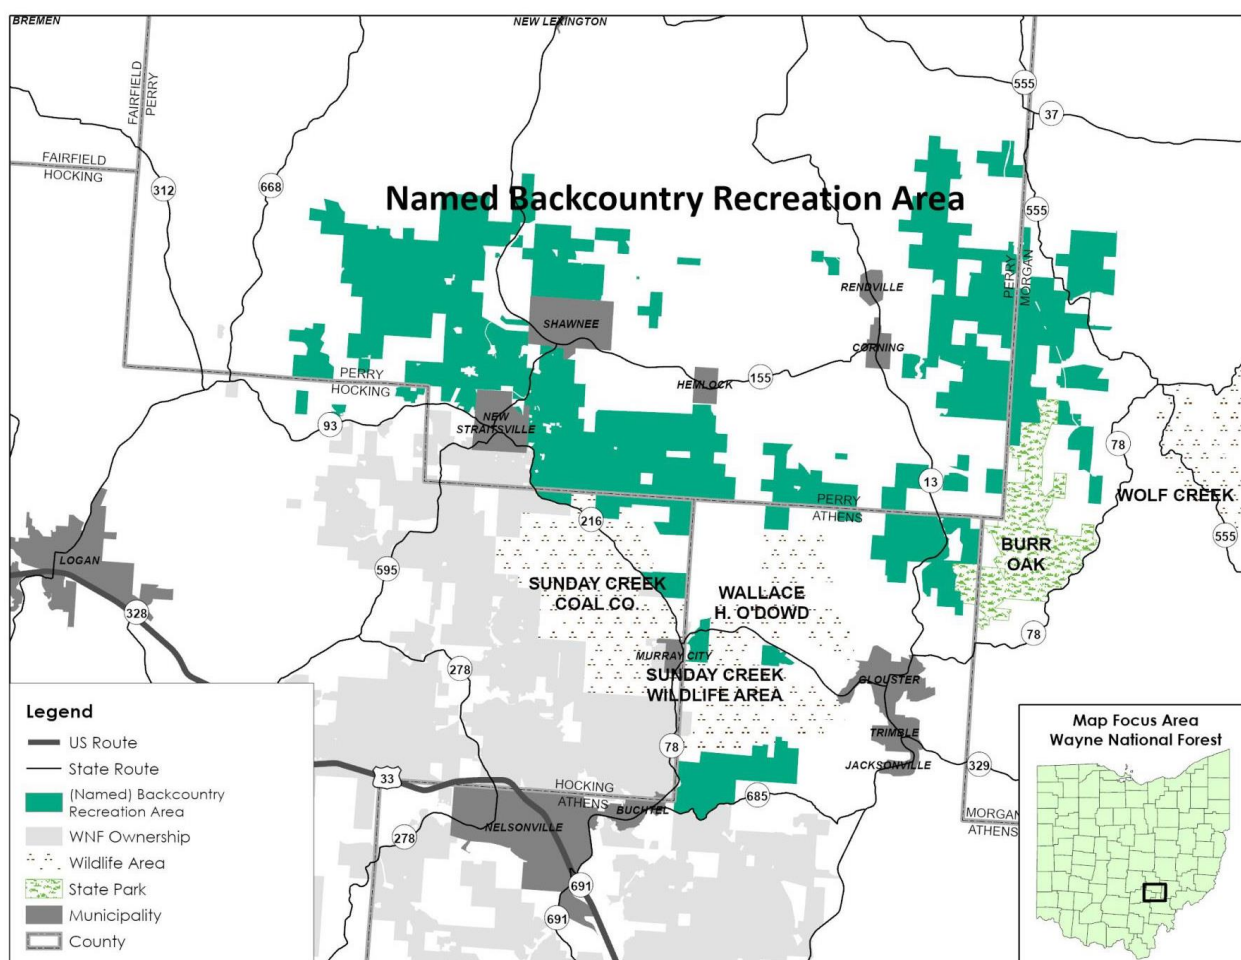 BREMEN
NEW LEXINGTON
FAIRFIELD
PERRY
555
37
FAIRFIELD
HOCKING
312
668
Named Backcountry Recreation Area
555
PERRY
MORGAN
RENDVILLE
SHAWNEE
CORNING
PERRY
HOCKING
HEMLOCK
155
93
NEW
STRAITSVILLE
78
13
WOLF CREEK
PERRY
ATHENS
216
555
BURR
OAK
LOGAN
595
SUNDAY CREEK
COAL CO.
WALLACE
H. O'DOWD
328
78
278
MURRAY CITY
SUNDAY CREEK
WILDLIFE AREA
GLOUSTER
TRIMBLE
78
JACKSONVILLE
329
33
HOCKING
ATHENS
685
BUCHTEL
NELSONVILLE
278
MORGAN
ATHENS
691
691
Legend
US Route
State Route
(Named) Backcountry
Recreation Area
WNF Ownership
Wildlife Area
State Park
Municipality
County
Map Focus Area
Wayne National Forest